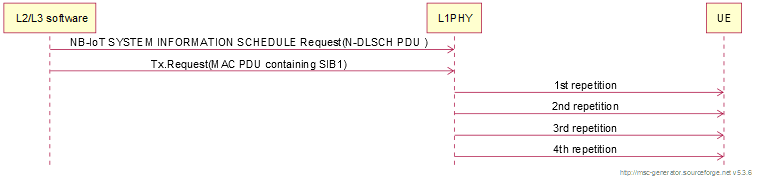 L2/L3 software
L1PHY
UE
NB-IoT SYSTEM INFORMATION SCHEDULE Request(N-DLSCH PDU )
Tx.Request(MAC PDU containing SIB1)
1st repetition
2nd repetition
3rd repetition
4th repetition
http://msc-generator.sourceforge.net v5.3.6